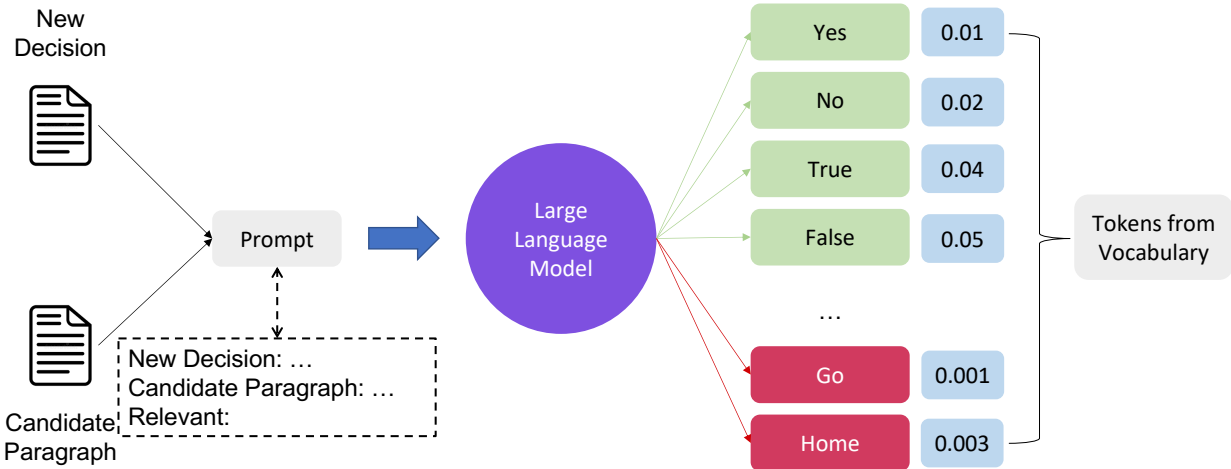 New
Decision
Candidate
Paragraph
Prompt
New Decision: …
Candidate Paragraph: …
Relevant:
Large
Language
Model
Yes 0.01
No 0.02
True 0.04
False 0.05
…
Go 0.001
Home 0.003
Tokens from
Vocabulary